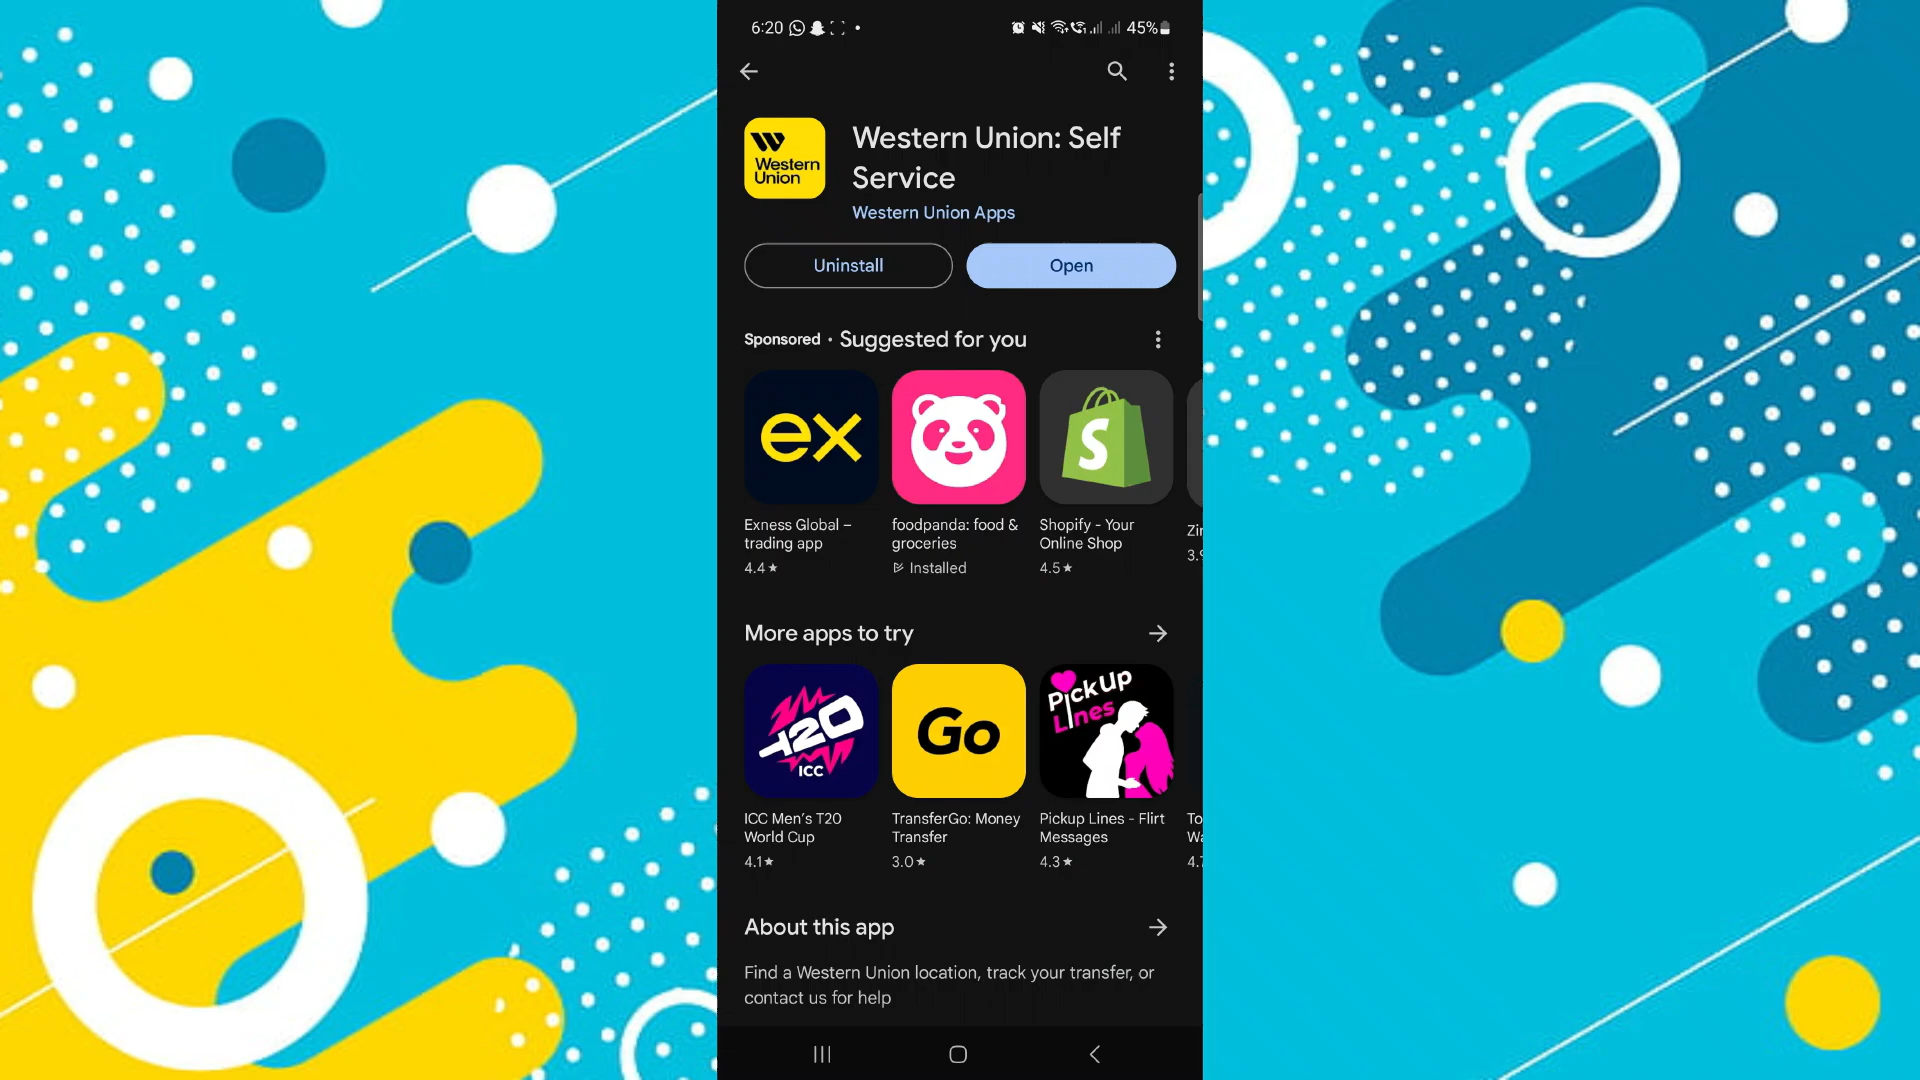 6:20
45%
Western
Union
Western Union: Self
Service
Western Union Apps
Uninstall
Open
Sponsored · Suggested for you
ex
S
Exness Global –
trading app
4.4★
foodpanda: food &
groceries
Installed
Shopify - Your
Online Shop
4.5★
Zi
3.9
More apps to try
T20
ICC
Go
PickUp
Lines
ICC Men's T20
World Cup
4.1★
TransferGo: Money
Transfer
3.0★
Pickup Lines - Flirt
Messages
4.3★
To
Wa
4.7
About this app
Find a Western Union location, track your transfer, or
contact us for help